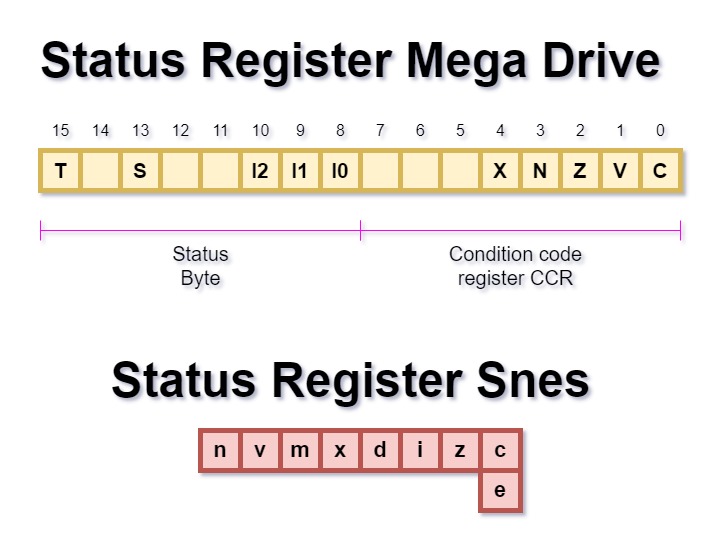 Status Register Mega Drive
15 14 13 12 11 10 9 8 7 6 5 4 3 2 1 0
T S I2 I1 I0 X N Z V C
Status
Byte
Condition code
register CCR
Status Register Snes
n v m x d i z c
e